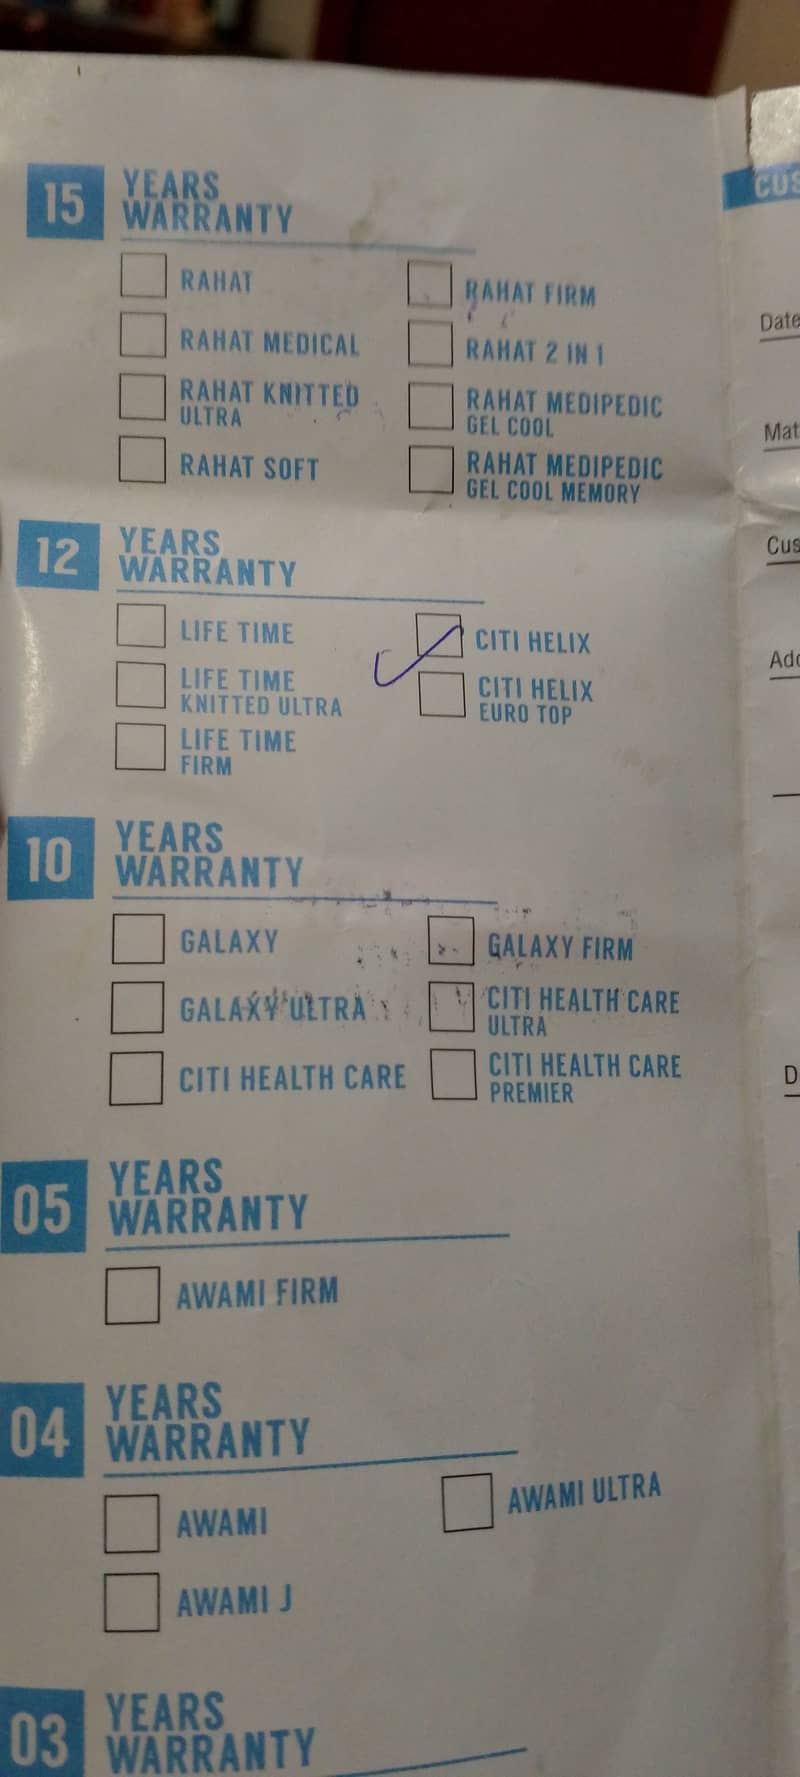 15 YEARS
WARRANTY
RAHAT
RAHAT FIRM
RAHAT MEDICAL
RAHAT 2 IN 1
RAHAT KNITTED
ULTRA
RAHAT MEDIPEDIC
GEL COOL
RAHAT SOFT
RAHAT MEDIPEDIC
GEL COOL MEMORY
12 YEARS
WARRANTY
LIFE TIME
CITI HELIX
LIFE TIME
KNITTED ULTRA
CITI HELIX
EURO TOP
LIFE TIME
FIRM
10 YEARS
WARRANTY
GALAXY
GALAXY FIRM
GALAXY ULTRA
CITI HEALTH CARE
ULTRA
CITI HEALTH CARE
CITI HEALTH CARE
PREMIER
05 YEARS
WARRANTY
AWAMI FIRM
04 YEARS
WARRANTY
AWAMI
AWAMI ULTRA
AWAMI J
03 YEARS
WARRANTY
Date